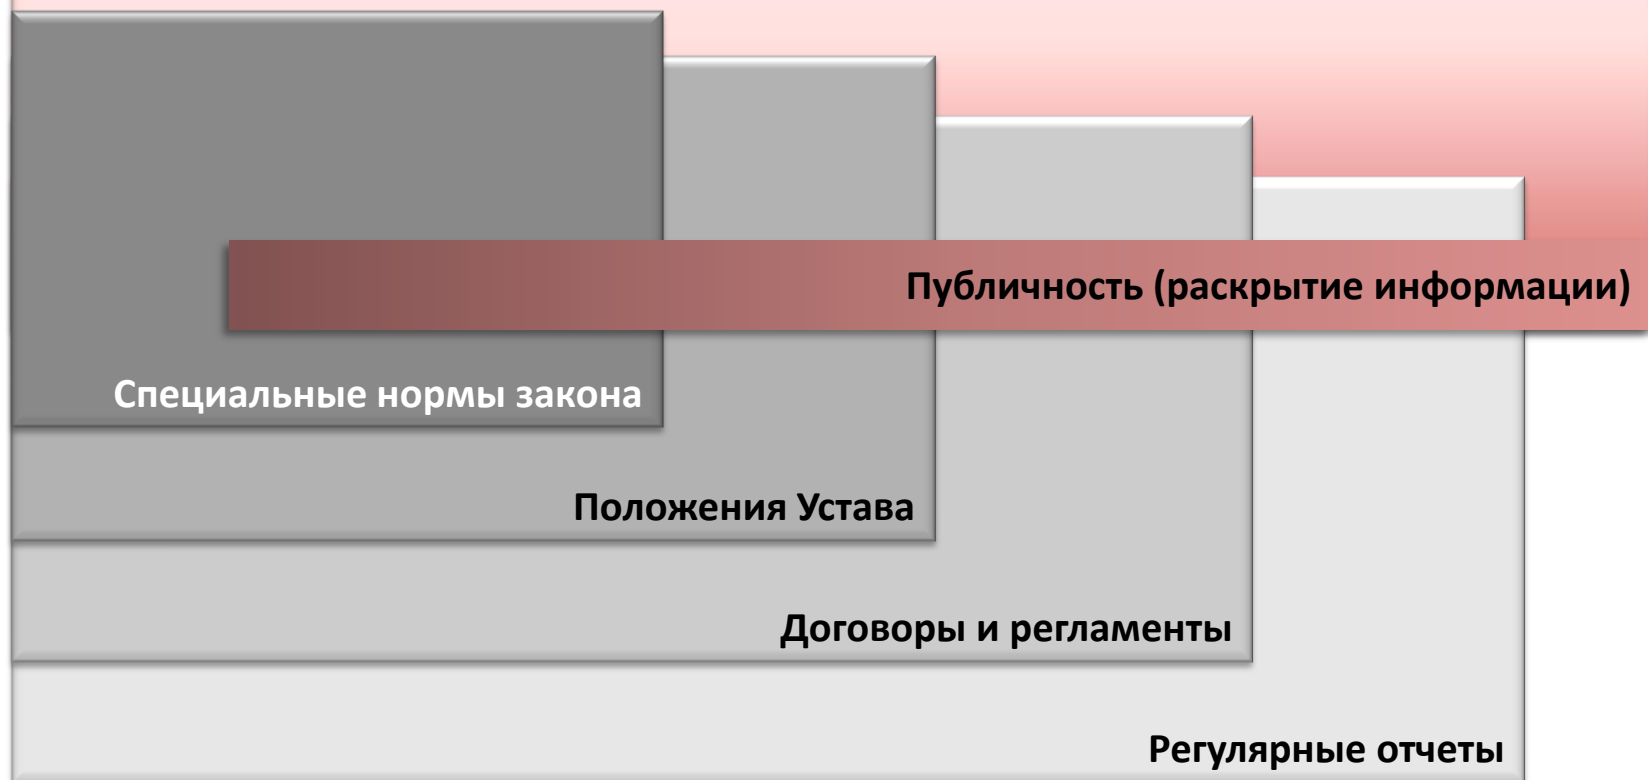 Публичность (раскрытие информации)
Специальные нормы закона
Положения Устава
Договоры и регламенты
Регулярные отчеты